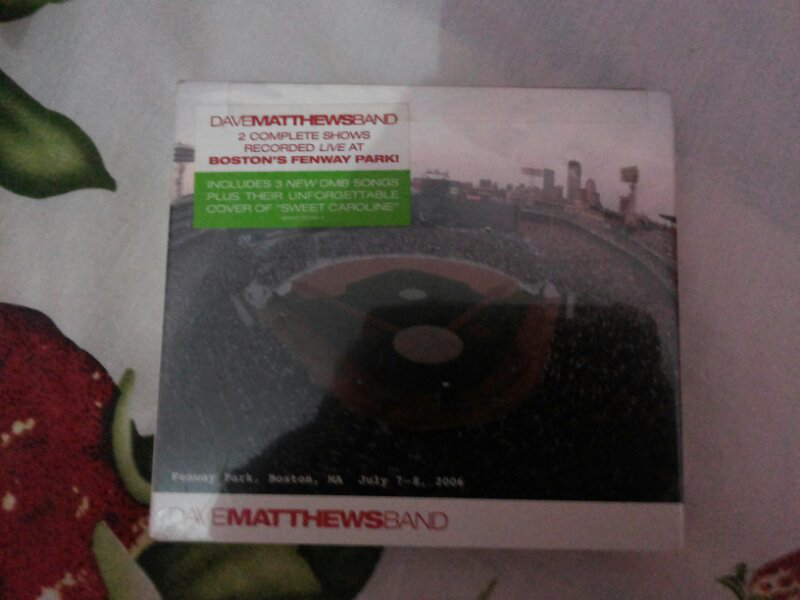 DAVEMATTHEWSBAND
2 COMPLETE SHOWS
RECORDED LIVE AT
BOSTON'S FENWAY PARK!
INCLUDES 3 NEW DMB SONGS
PLUS THEIR UNFORGETTABLE
COVER OF "SWEET CAROLINE"
Fenway Park, Boston, MA July 7-8, 2006
DAVEMATTHEWSBAND